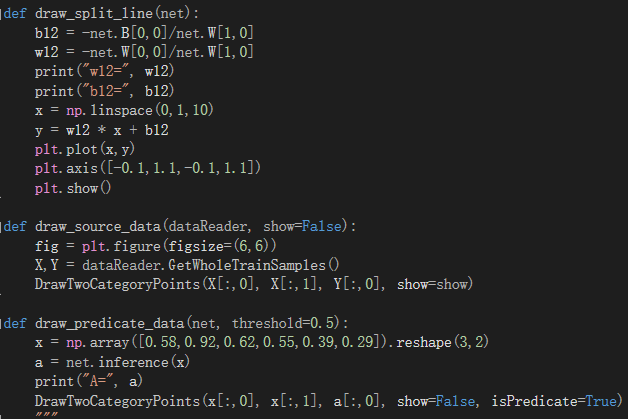 def draw_split_line(net):
    b12 = -net.B[0,0]/net.W[1,0]
    w12 = -net.W[0,0]/net.W[1,0]
    print("w12=", w12)
    print("b12=", b12)
    x = np.linspace(0,1,10)
    y = w12 * x + b12
    plt.plot(x,y)
    plt.axis([-0.1,1.1,-0.1,1.1])
    plt.show()
def draw_source_data(dataReader, show=False):
    fig = plt.figure(figsize=(6,6))
    X,Y = dataReader.GetWholeTrainSamples()
    DrawTwoCategoryPoints(X[:,0], X[:,1], Y[:,0], show=show)
def draw_predicate_data(net, threshold=0.5):
    x = np.array([0.58,0.92,0.62,0.55,0.39,0.29]).reshape(3,2)
    a = net.inference(x)
    print("A=", a)
    DrawTwoCategoryPoints(x[:,0], x[:,1], a[:,0], show=False, isPredicate=True)
    """